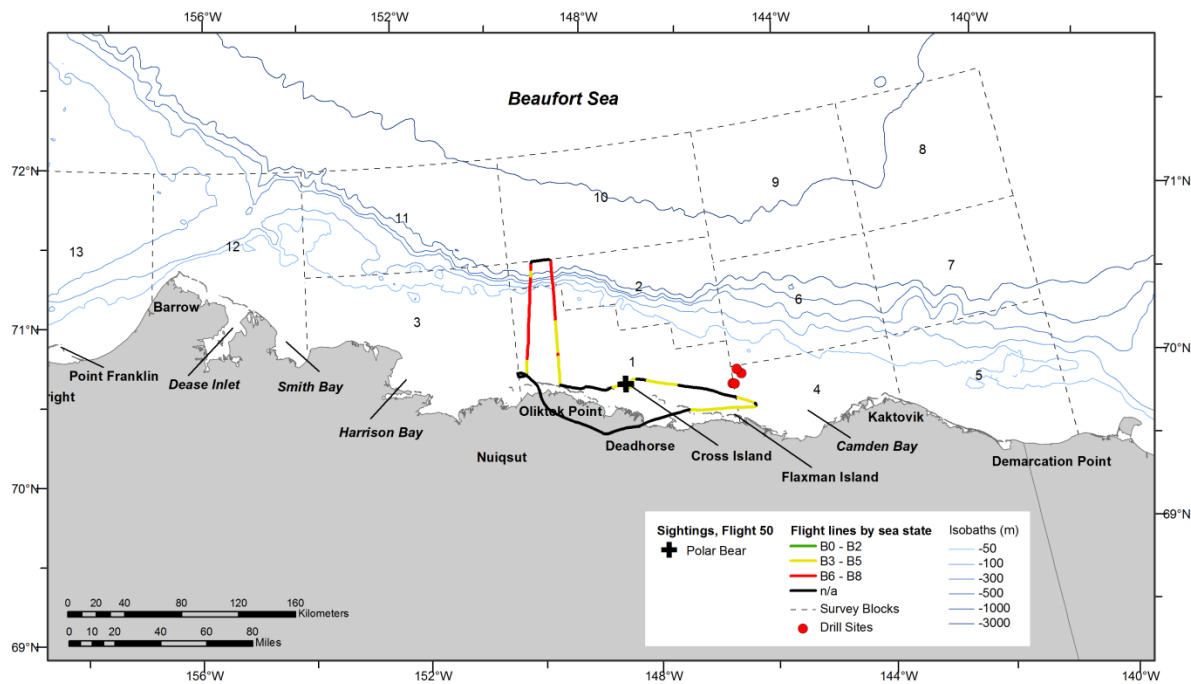 156°W
152°W
148°W
144°W
140°W
Beaufort Sea
8
72°N
71°N
9
10
11
12
13
7
2
6
Barrow
3
71°N
70°N
Point Franklin
1
5
Dease Inlet
Smith Bay
4
right
Oliktok Point
Kaktovik
Harrison Bay
Deadhorse
Camden Bay
Nuiqsut
Cross Island
Demarcation Point
Flaxman Island
70°N
69°N
Sightings, Flight 50
Polar Bear
Flight lines by sea state
B0 - B2
B3 - B5
B6 - B8
n/a
Survey Blocks
Drill Sites
Isobaths (m)
-50
-100
-300
-500
-1000
-3000
0 20 40 80 120 160
Kilometers
0 10 20 40 60 80
Miles
69°N
156°W
152°W
148°W
144°W
140°W